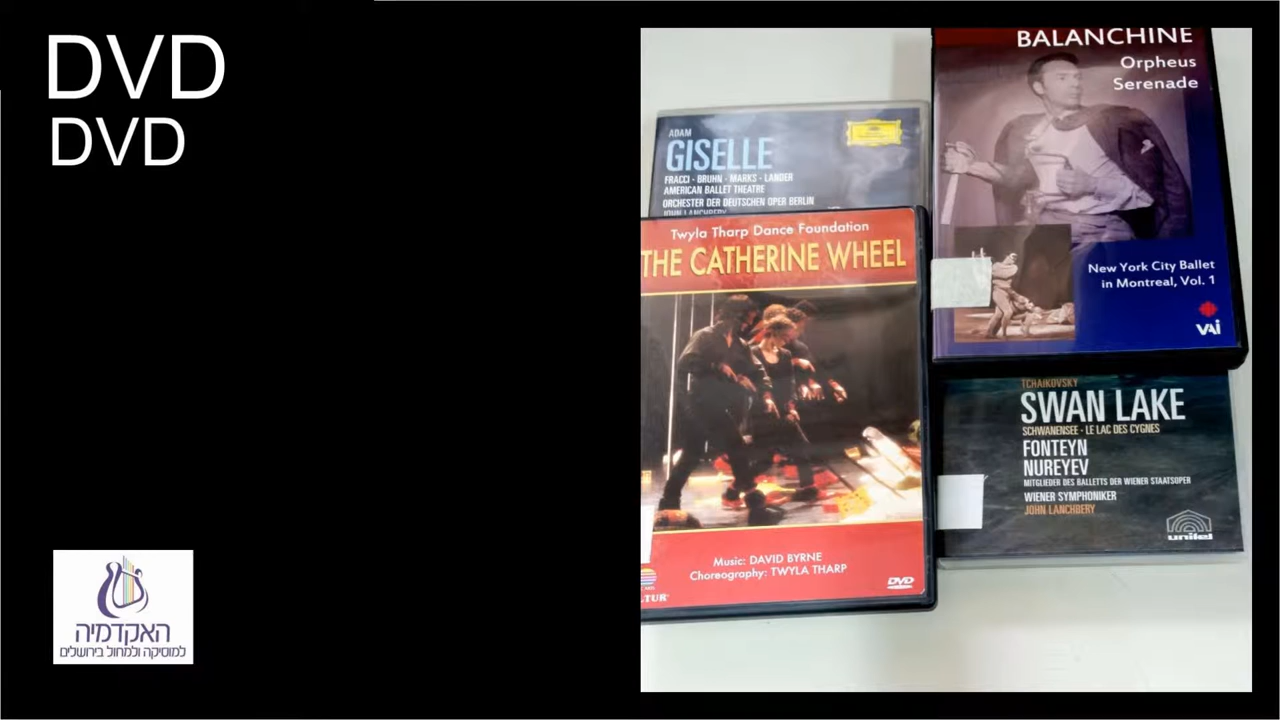 DVD
DVD
BALANCHINE
Orpheus
Serenade
New York City Ballet
in Montreal, Vol. 1
VAI
ADAM
GISELLE
FRACCI - BRUHN - MARKS - LANDER
AMERICAN BALLET THEATRE
ORCHESTER DER DEUTSCHEN OPER BERLIN
JOHN LANCHBERY
Twyla Tharp Dance Foundation
THE CATHERINE WHEEL
Music: DAVID BYRNE
Choreography: TWYLA THARP
DVD
TCHAIKOVSKY
SWAN LAKE
SCHWANENSEE · LE LAC DES CYGNES
FONTEYN
NUREYEV
MITGLIEDER DES BALLETTS DER WIENER STAATSOPER
WIENER SYMPHONIKER
JOHN LANCHBERY
unitel
האקדמיה
למוסיקה ולמחול בירושלים